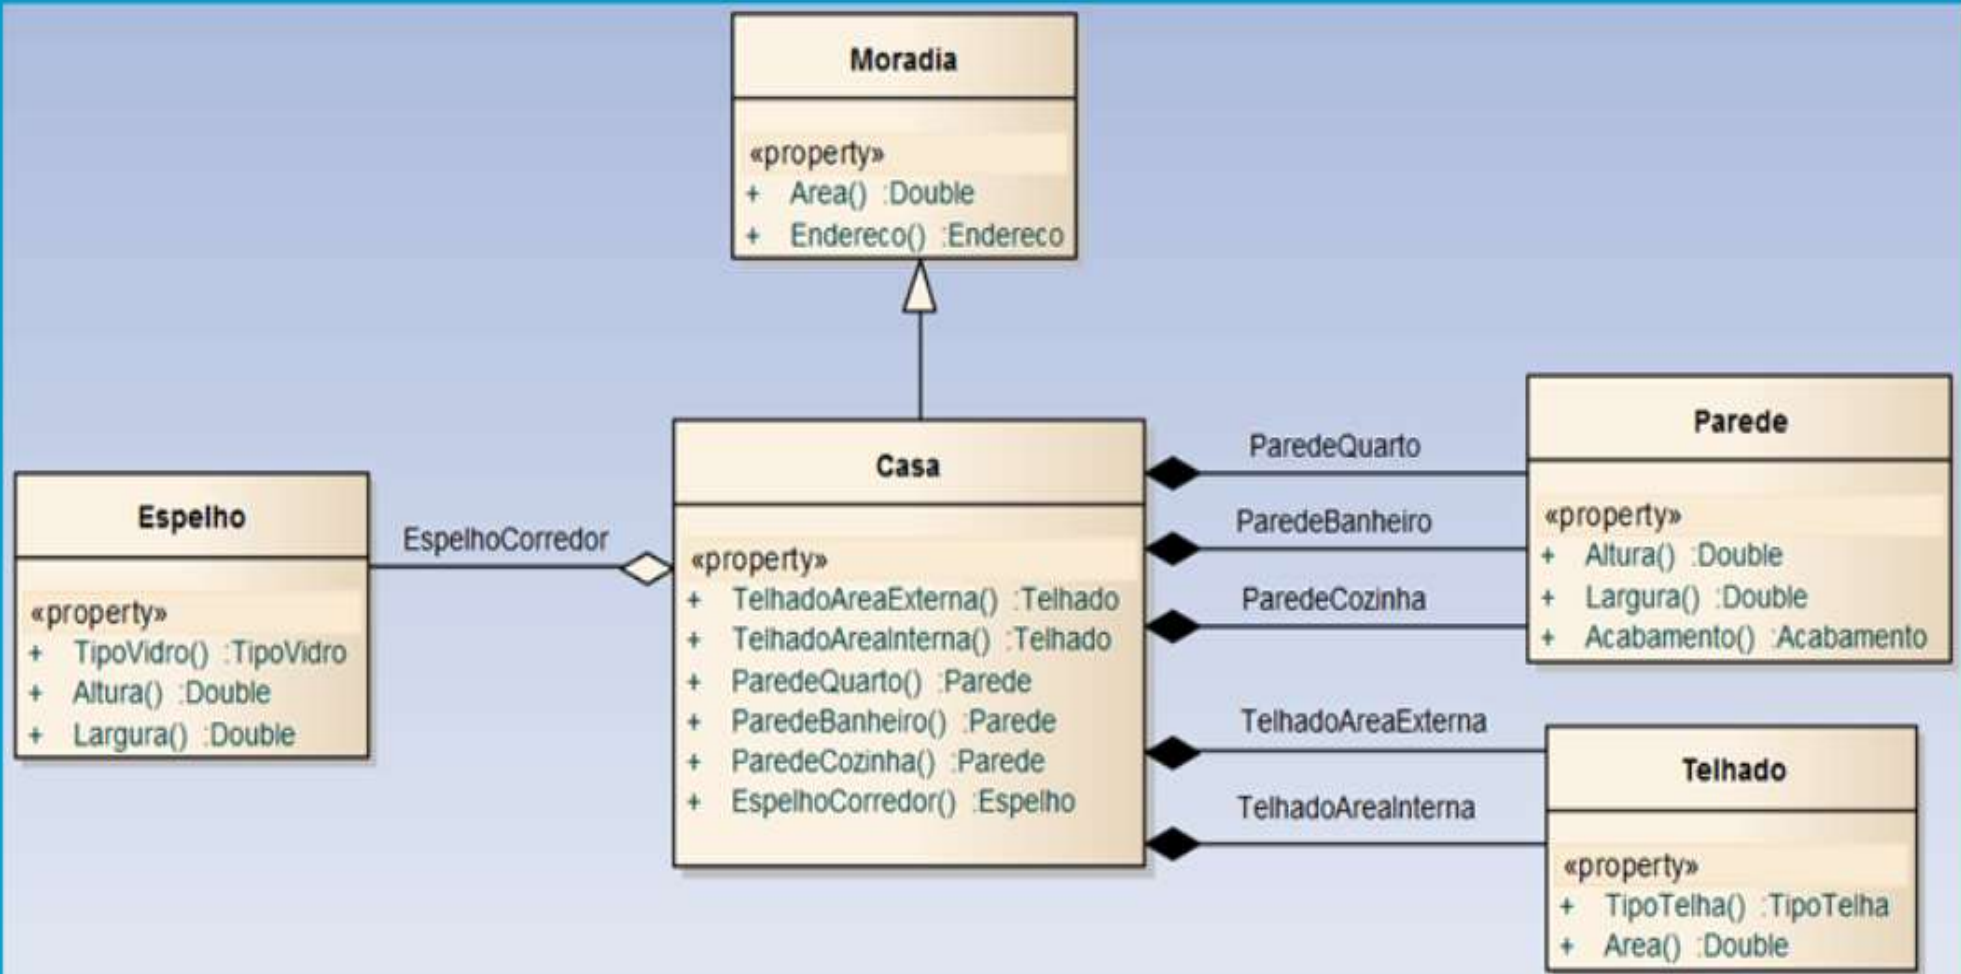 Moradia
«property»
+ Area() :Double
+ Endereco() :Endereco
Espelho
«property»
+ TipoVidro() :TipoVidro
+ Altura() :Double
+ Largura() :Double
EspelhoCorredor
Casa
«property»
+ TelhadoAreaExterna() :Telhado
+ TelhadoAreaInterna() :Telhado
+ ParedeQuarto() :Parede
+ ParedeBanheiro() :Parede
+ ParedeCozinha() :Parede
+ EspelhoCorredor() :Espelho
ParedeQuarto
ParedeBanheiro
ParedeCozinha
TelhadoAreaExterna
TelhadoAreaInterna
Parede
«property»
+ Altura() :Double
+ Largura() :Double
+ Acabamento() :Acabamento
Telhado
«property»
+ TipoTelha() :TipoTelha
+ Area() :Double